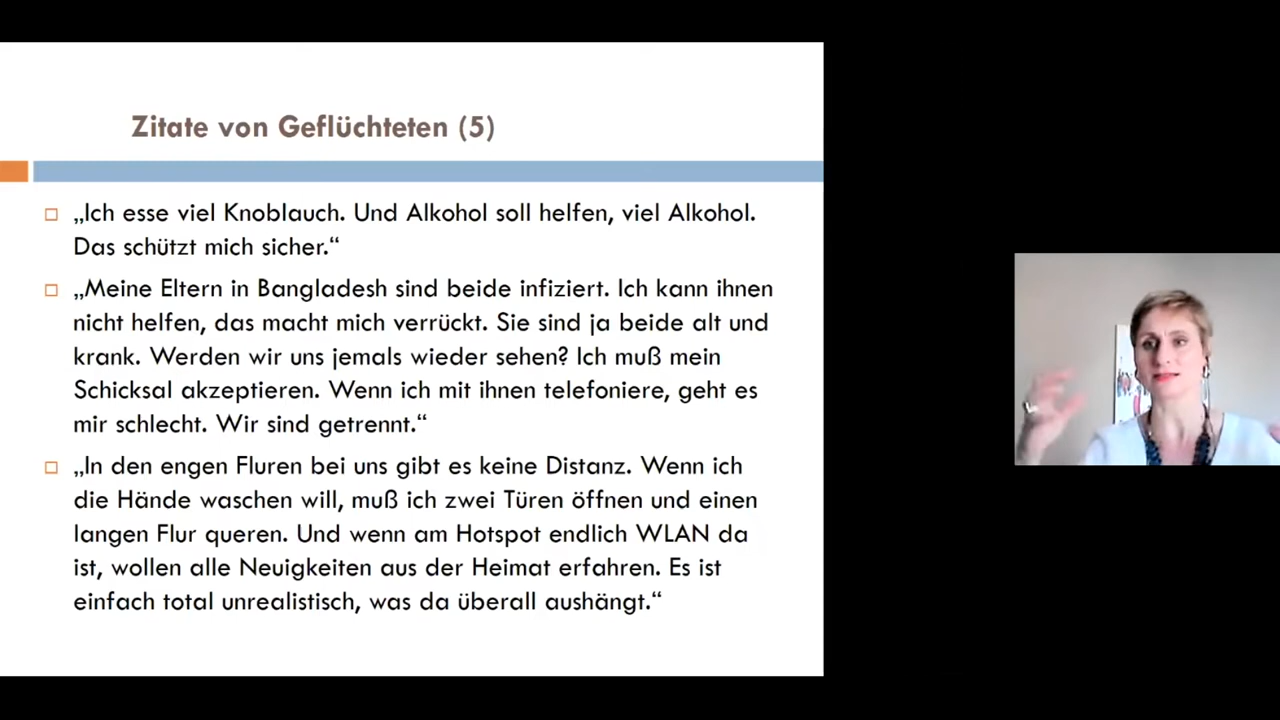 Zitate von Geflüchteten (5)
„Ich esse viel Knoblauch. Und Alkohol soll helfen, viel Alkohol.
Das schützt mich sicher.“
„Meine Eltern in Bangladesh sind beide infiziert. Ich kann ihnen
nicht helfen, das macht mich verrückt. Sie sind ja beide alt und
krank. Werden wir uns jemals wieder sehen? Ich muß mein
Schicksal akzeptieren. Wenn ich mit ihnen telefoniere, geht es
mir schlecht. Wir sind getrennt.“
„In den engen Fluren bei uns gibt es keine Distanz. Wenn ich
die Hände waschen will, muß ich zwei Türen öffnen und einen
langen Flur queren. Und wenn am Hotspot endlich WLAN da
ist, wollen alle Neuigkeiten aus der Heimat erfahren. Es ist
einfach total unrealistisch, was da überall aushängt.“